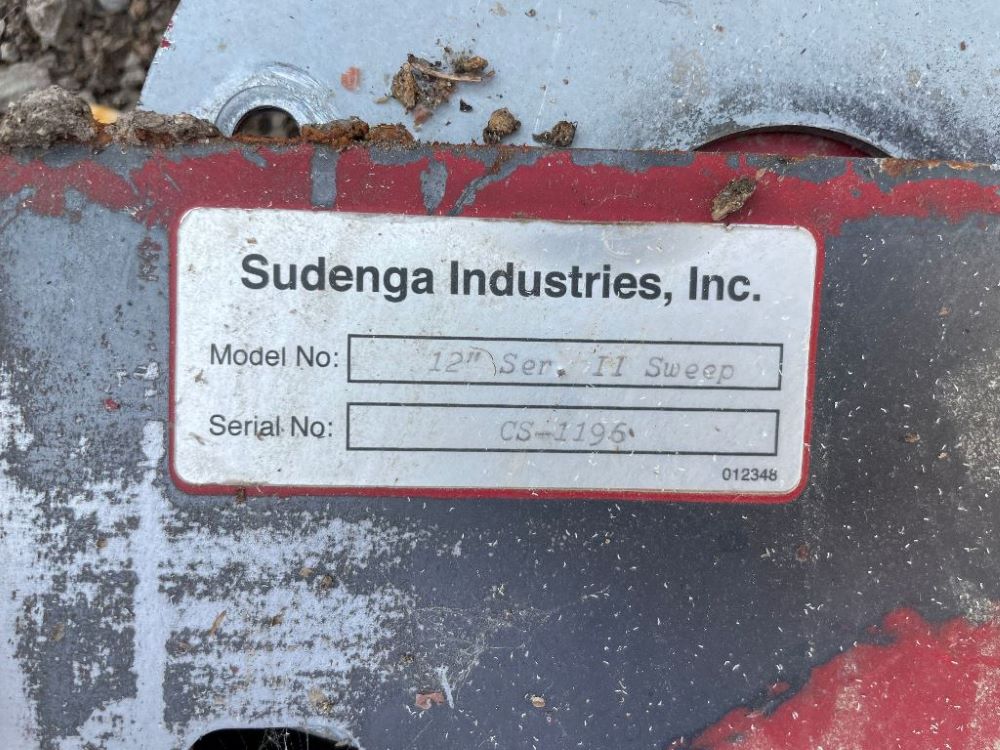 Sudenga Industries, Inc.
Model No: 12" Ser. II Sweep
Serial No: CS-1196
012348